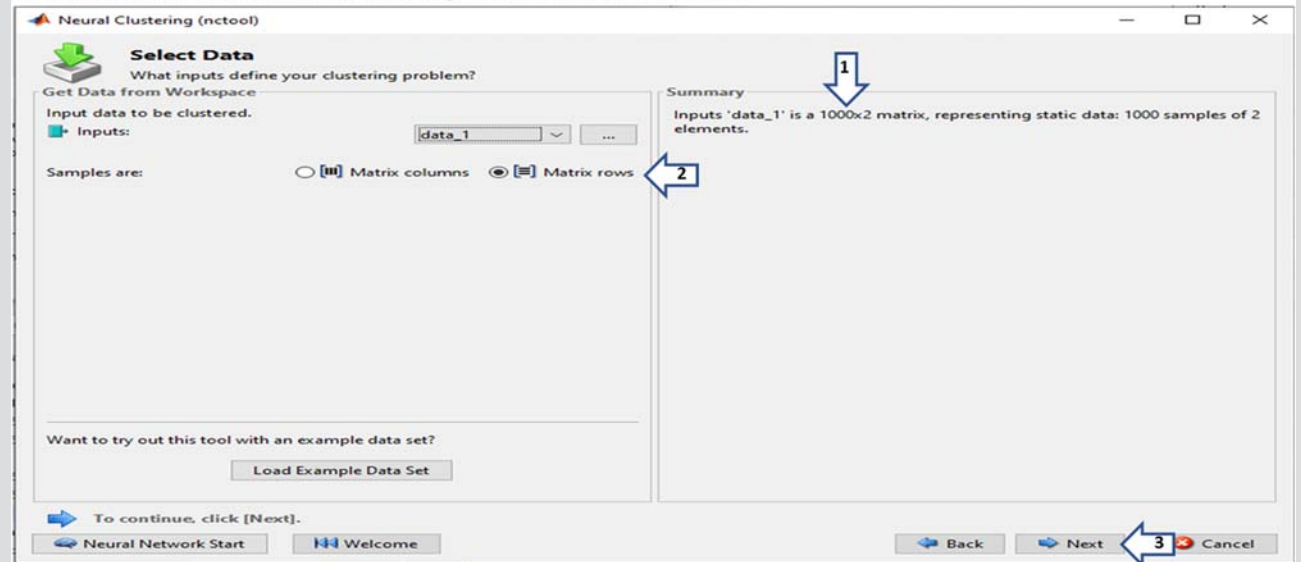 Neural Clustering (nctool)
Select Data
What inputs define your clustering problem?
Get Data from Workspace
Input data to be clustered.
Inputs:
data_1
...
Samples are:
Matrix columns
Matrix rows
2
Want to try out this tool with an example data set?
Load Example Data Set
1
Summary
Inputs 'data_1' is a 1000x2 matrix, representing static data: 1000 samples of 2
elements.
To continue, click [Next].
Neural Network Start
Welcome
Back
Next
3
Cancel